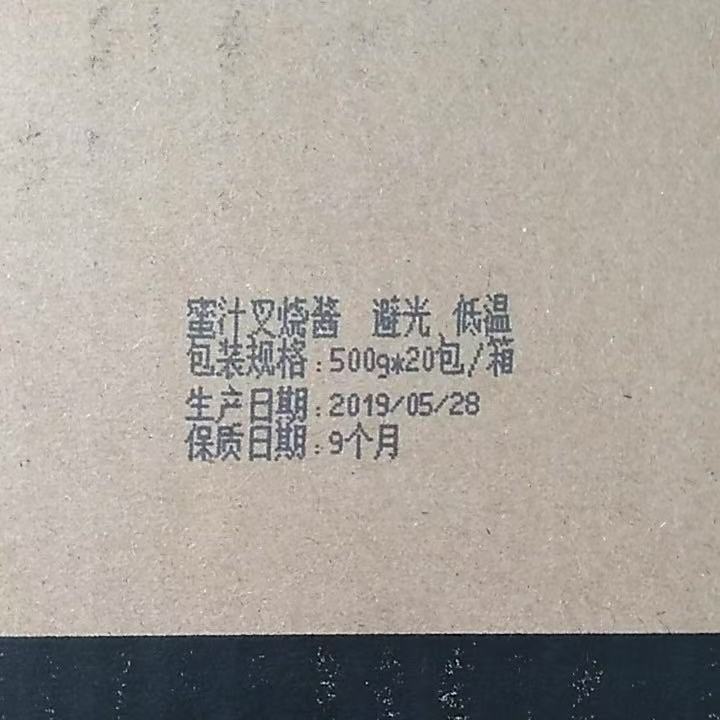 蜜汁叉烧酱 避光、低温
包装规格:500g*20包/箱
生产日期:2019/05/28
保质日期:9个月